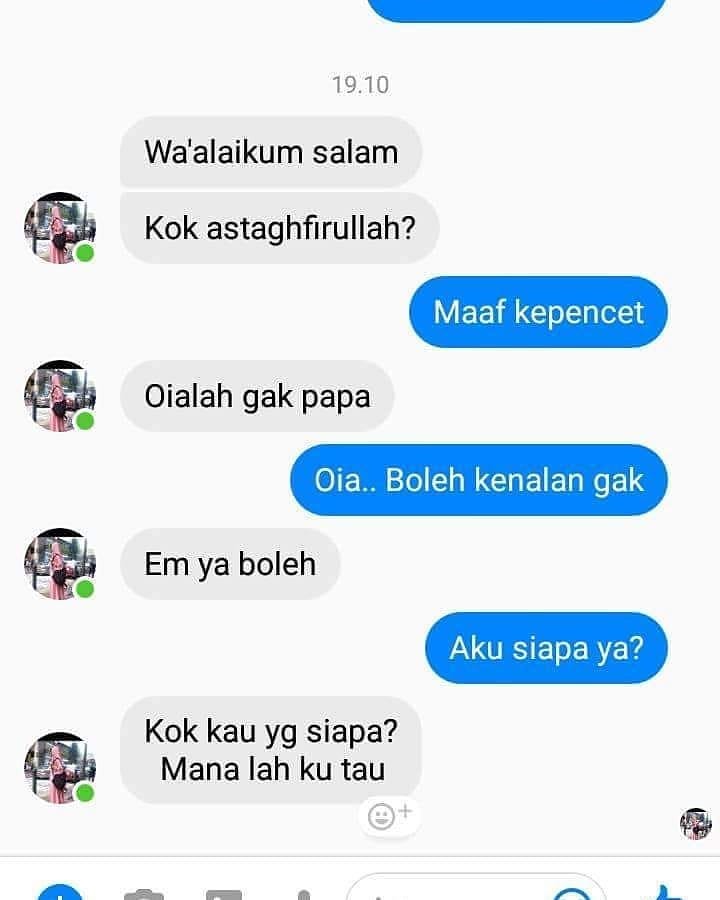 19.10
Wa'alaikum salam
Kok astaghfirullah?
Maaf kepencet
Oialah gak papa
Oia.. Boleh kenalan gak
Em ya boleh
Aku siapa ya?
Kok kau yg siapa?
Mana lah ku tau